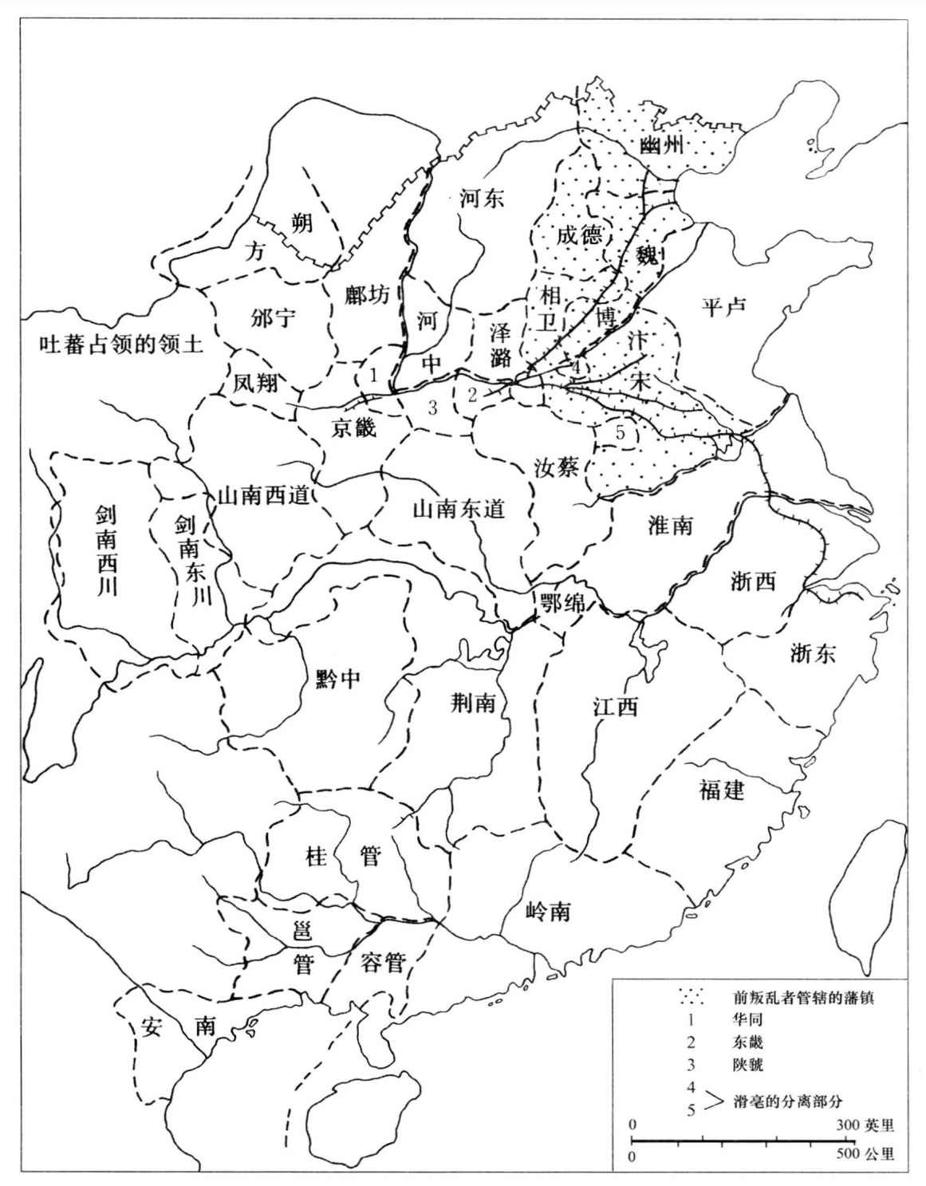 幽州
河东
朔方
成德
魏博
鄜坊
相卫
平卢
邠宁
河中
泽潞
汴宋
吐蕃占领的领土
1
4
凤翔
2
3
京畿
5
汝蔡
山南西道
山南东道
剑南西川
剑南东川
淮南
浙西
鄂绵
浙东
黔中
荆南
江西
福建
桂管
岭南
邕管
容管
安南
前叛乱者管辖的藩镇
1 华同
2 东畿
3 陕虢
4
5
滑亳的分离部分
0 300 英里
0 500 公里